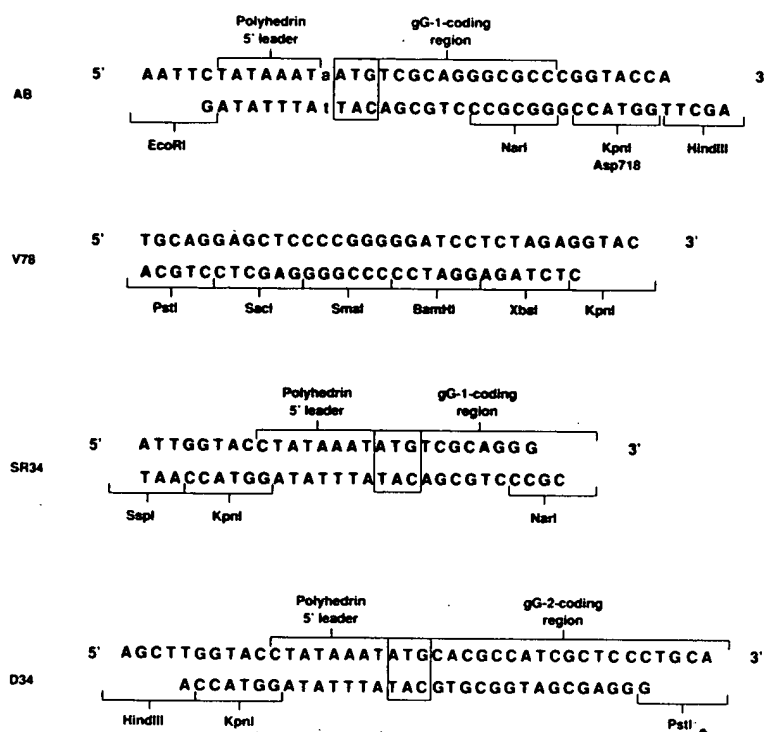 Polyhedrin 5' leader
gG-1-coding region
AB
5' AATTCTATAAATaATGTCGCAGGGCGCCCGGTACCA 3
GATATTTAtTACAGCGTCCCGCGGGCCATGGTTCGA
EcoRI NarI KpnI HindIII
Asp718
V78
5' TGCAGGAGCTCCCCGGGGGATCCTCTAGAGGTAC 3'
ACGTCCTCGAGGGGCCCCCTAGGAGATCTC
PstI SacI SmaI BamHI XbaI KpnI
Polyhedrin 5' leader
gG-1-coding region
SR34
5' ATTGGTACCTATAAATATGTCGCAGGG 3'
TAACCATGGATATTTATACAGCGTCCCGC
SspI KpnI NarI
Polyhedrin 5' leader
gG-2-coding region
D34
5' AGCTTGGTACCTATAAATATGCACGCCATCGCTCCCTGCA 3'
ACCATGGATATTTATACGTGCGGTAGCGAGGG
HindIII KpnI PstI